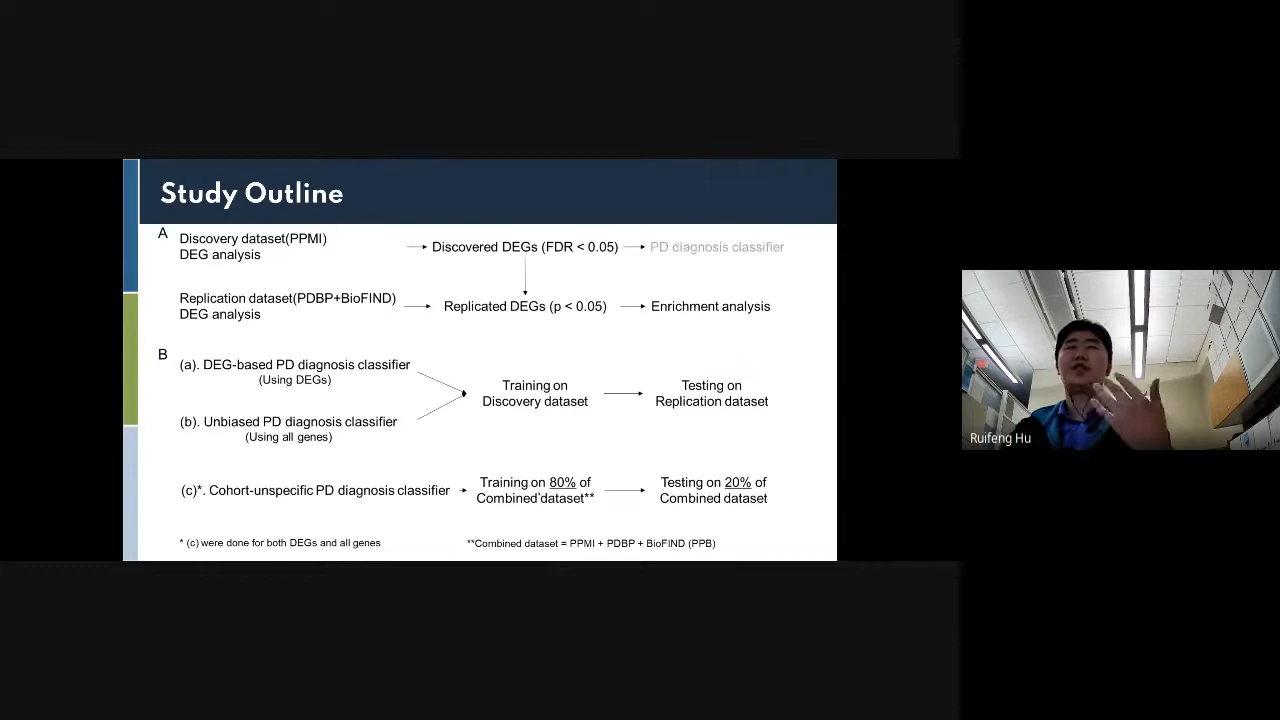 Study Outline
A
Discovery dataset(PPMI)
DEG analysis
Discovered DEGs (FDR < 0.05)
PD diagnosis classifier
Replication dataset(PDBP+BioFIND)
DEG analysis
Replicated DEGs (p < 0.05)
Enrichment analysis
B
(a). DEG-based PD diagnosis classifier
(Using DEGs)
Training on
Discovery dataset
Testing on
Replication dataset
(b). Unbiased PD diagnosis classifier
(Using all genes)
(c)*. Cohort-unspecific PD diagnosis classifier
Training on 80% of
Combined dataset**
Testing on 20% of
Combined dataset
* (c) were done for both DEGs and all genes
**Combined dataset = PPMI + PDBP + BioFIND (PPB)
Ruifeng Hu